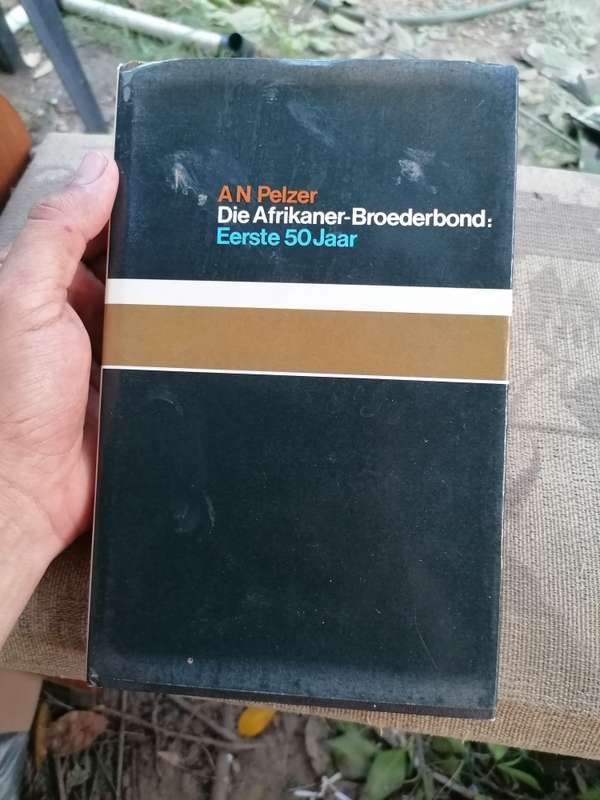 A N Pelzer
Die Afrikaner-Broederbond:
Eerste 50 Jaar